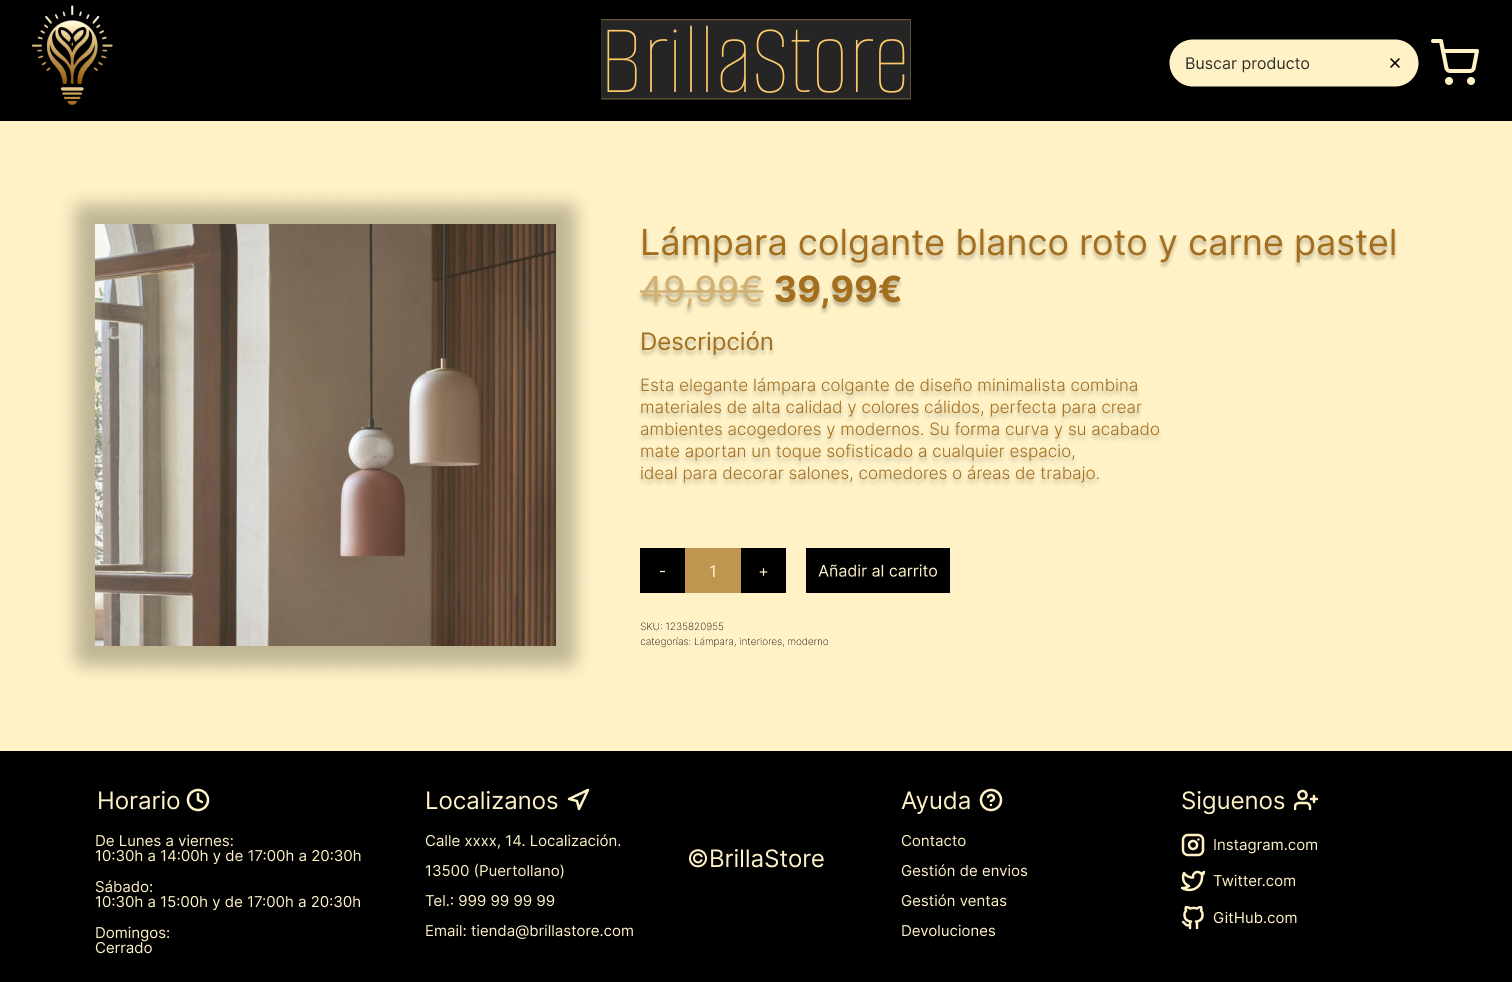 BrillaStore
Buscar producto
Lámpara colgante blanco roto y carne pastel
49,99€ 39,99€
Descripción
Esta elegante lámpara colgante de diseño minimalista combina
materiales de alta calidad y colores cálidos, perfecta para crear
ambientes acogedores y modernos. Su forma curva y su acabado
mate aportan un toque sofisticado a cualquier espacio,
ideal para decorar salones, comedores o áreas de trabajo.
- 1 +
Añadir al carrito
SKU: 1235820955
categorías: Lámpara, interiores, moderno
Horario
De Lunes a viernes:
10:30h a 14:00h y de 17:00h a 20:30h
Sábado:
10:30h a 15:00h y de 17:00h a 20:30h
Domingos:
Cerrado
Localizanos
Calle xxxx, 14. Localización.
13500 (Puertollano)
Tel.: 999 99 99 99
Email: tienda@brillastore.com
©BrillaStore
Ayuda
Contacto
Gestión de envios
Gestión ventas
Devoluciones
Siguenos
Instagram.com
Twitter.com
GitHub.com